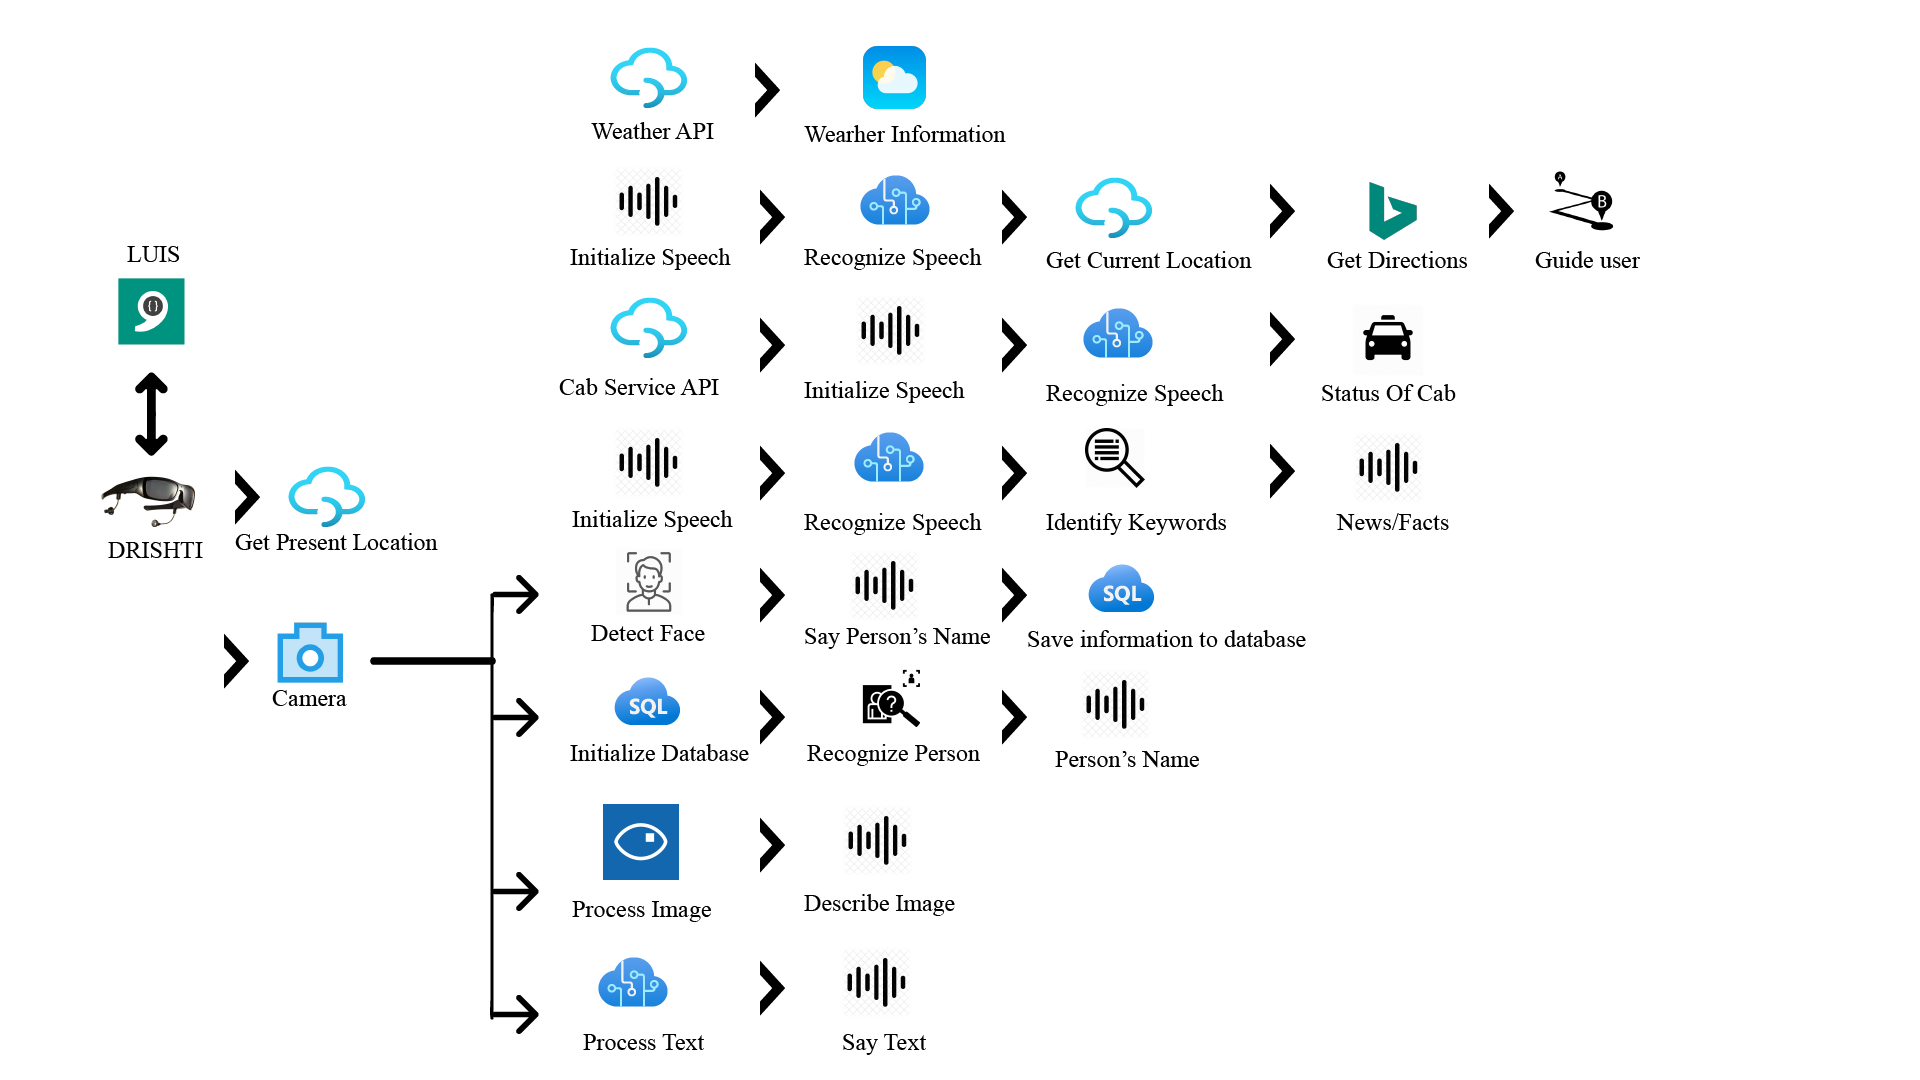 Weather API
Wearher Information
Initialize Speech
Recognize Speech
Get Current Location
Get Directions
A
B
Guide user
LUIS
{ }
Cab Service API
Initialize Speech
Recognize Speech
Status Of Cab
DRISHTI
Get Present Location
Initialize Speech
Recognize Speech
Identify Keywords
News/Facts
Camera
Detect Face
Say Person’s Name
SQL
Save information to database
SQL
Initialize Database
?
Recognize Person
Person’s Name
Process Image
Describe Image
Process Text
Say Text